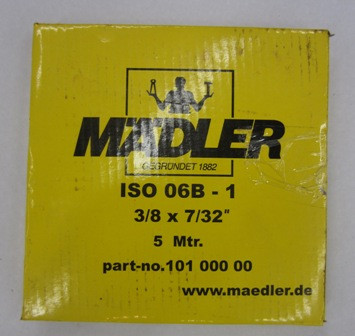 MÄDLER
GEGRÜNDET 1882
ISO 06B - 1
3/8 x 7/32"
5 Mtr.
part-no.101 000 00
www.maedler.de